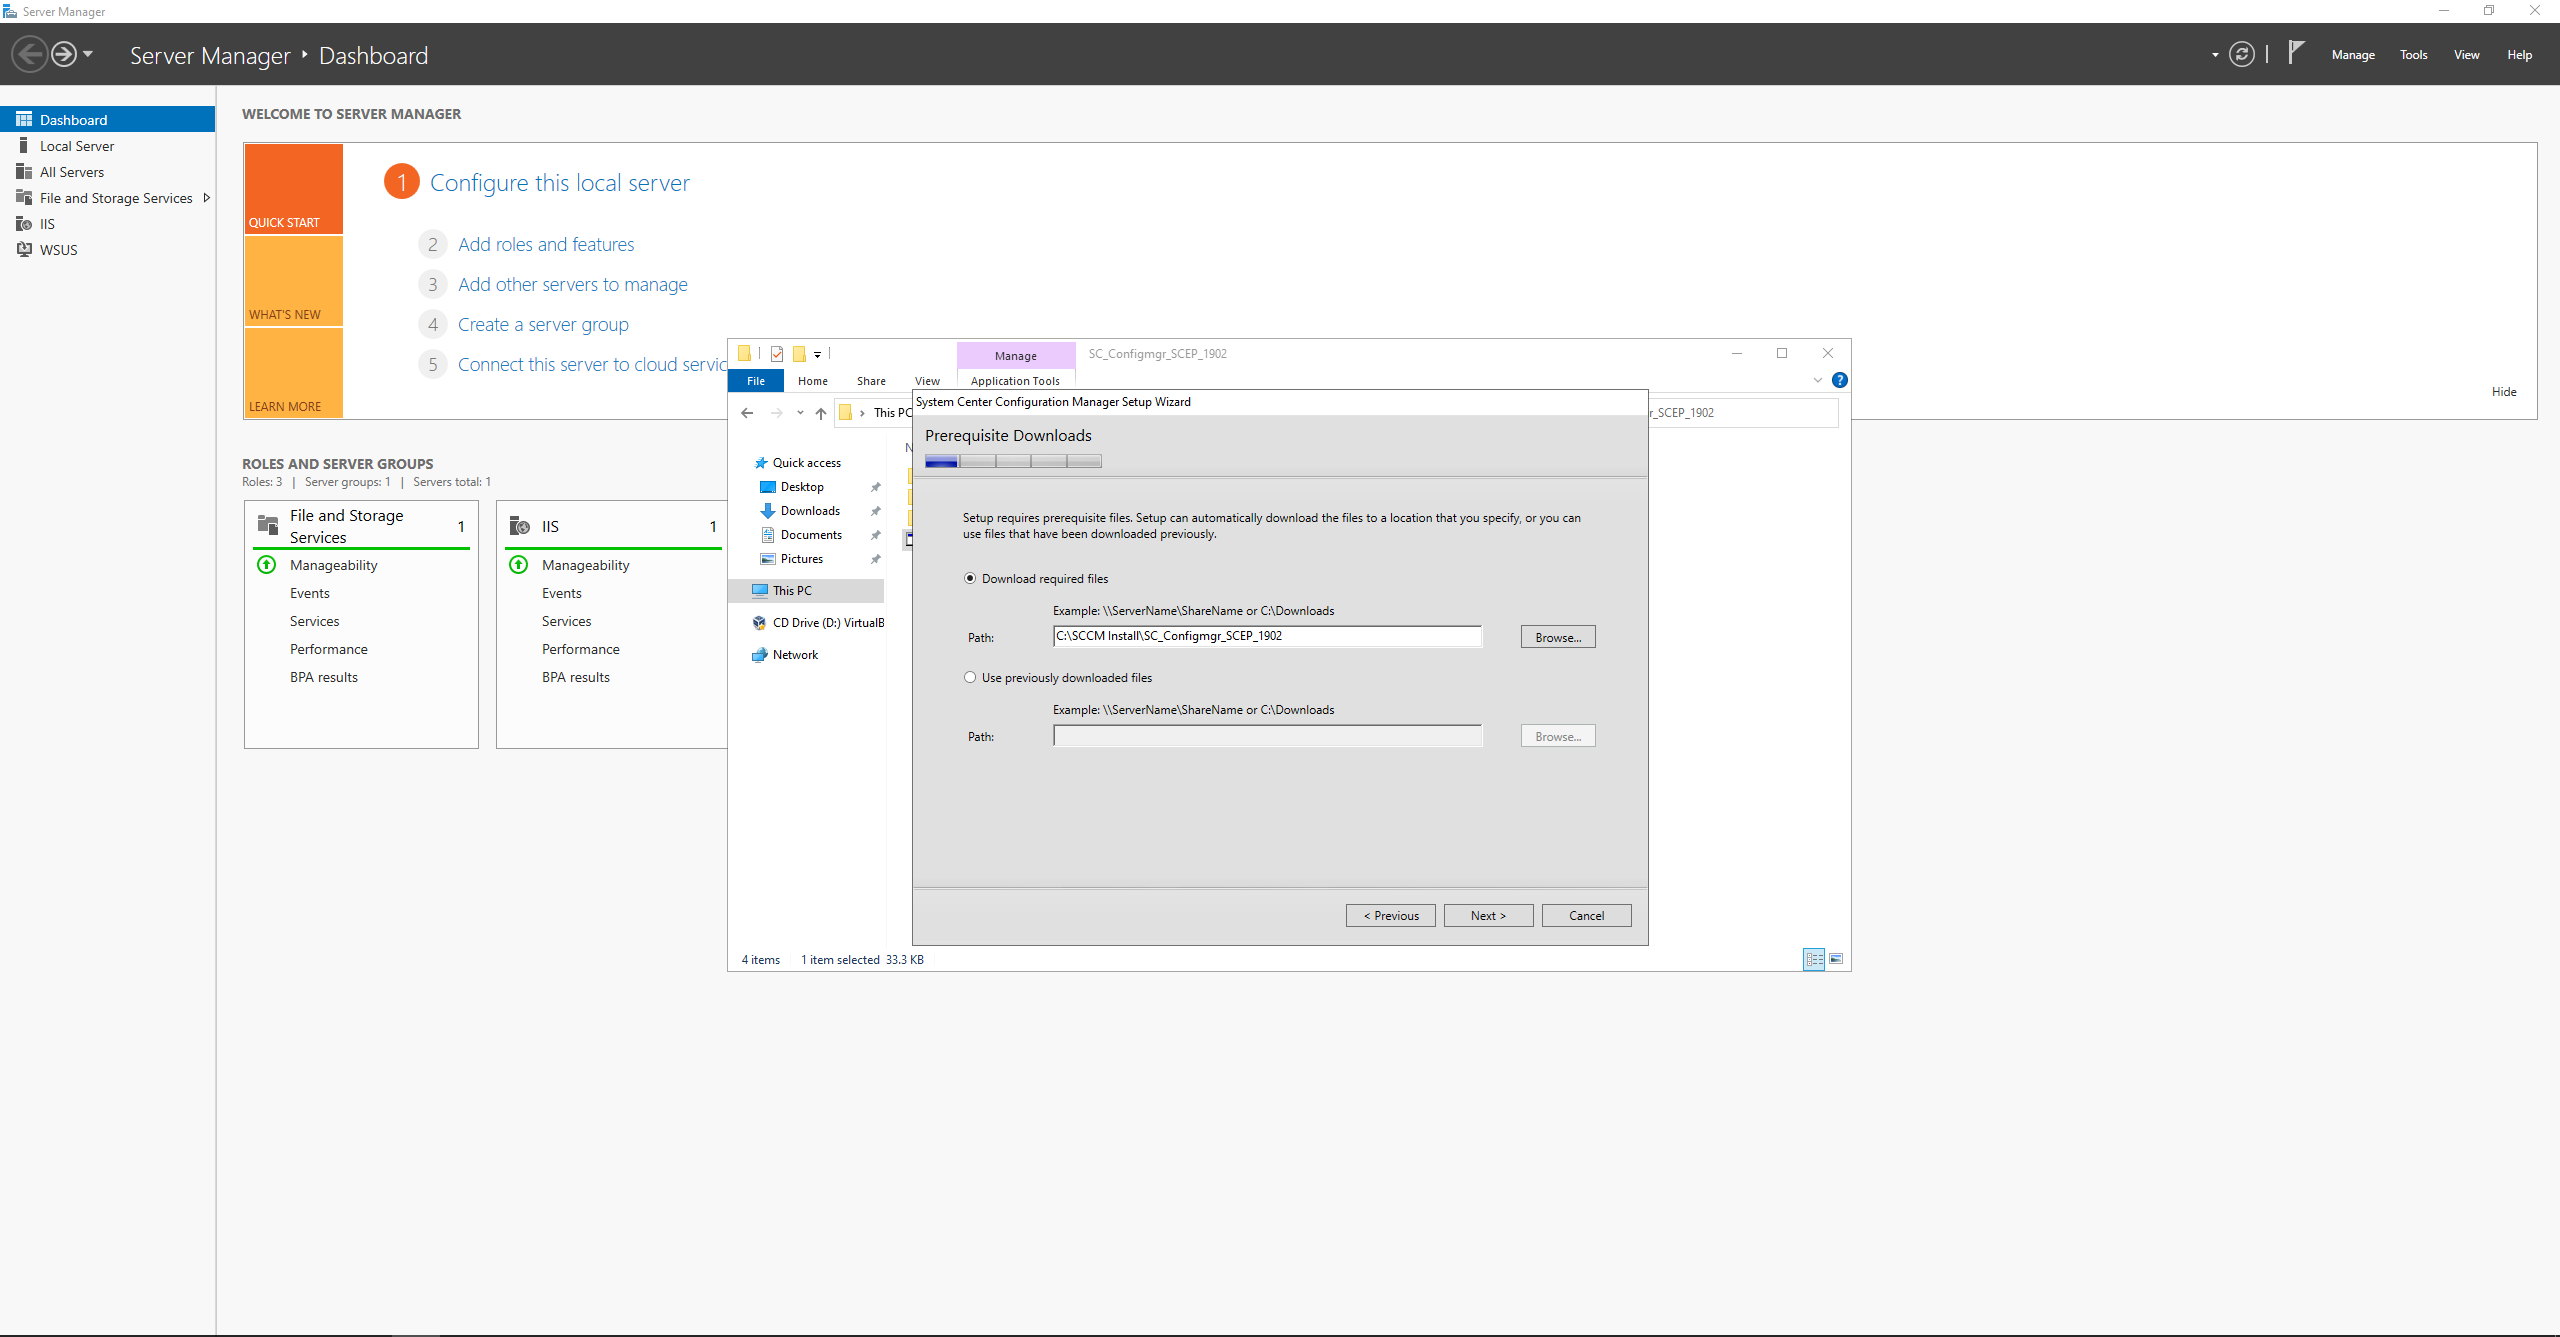 Server Manager
Server Manager ‣ Dashboard
Manage
Tools
View
Help
Dashboard
Local Server
All Servers
File and Storage Services
IIS
WSUS
WELCOME TO SERVER MANAGER
QUICK START
WHAT'S NEW
LEARN MORE
1 Configure this local server
2 Add roles and features
3 Add other servers to manage
4 Create a server group
5 Connect this server to cloud servic
Hide
ROLES AND SERVER GROUPS
Roles: 3 | Server groups: 1 | Servers total: 1
File and Storage Services 1
Manageability
Events
Services
Performance
BPA results
IIS 1
Manageability
Events
Services
Performance
BPA results
Manage
SC_Configmgr_SCEP_1902
File
Home
Share
View
Application Tools
This PC
r_SCEP_1902
Quick access
Desktop
Downloads
Documents
Pictures
This PC
CD Drive (D:) VirtualB
Network
4 items
1 item selected 33.3 KB
System Center Configuration Manager Setup Wizard
Prerequisite Downloads
Setup requires prerequisite files. Setup can automatically download the files to a location that you specify, or you can
use files that have been downloaded previously.
Download required files
Example: \\ServerName\ShareName or C:\Downloads
Path:
C:\SCCM Install\SC_Configmgr_SCEP_1902
Browse...
Use previously downloaded files
Example: \\ServerName\ShareName or C:\Downloads
Path:
Browse...
< Previous
Next >
Cancel